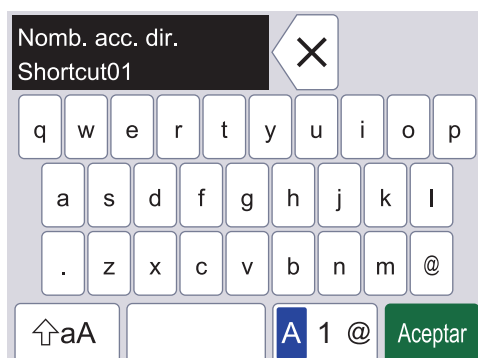 Nomb. acc. dir.
Shortcut01
q w e r t y u i o p
a s d f g h j k l
. z x c v b n m @
aA A 1 @ Aceptar